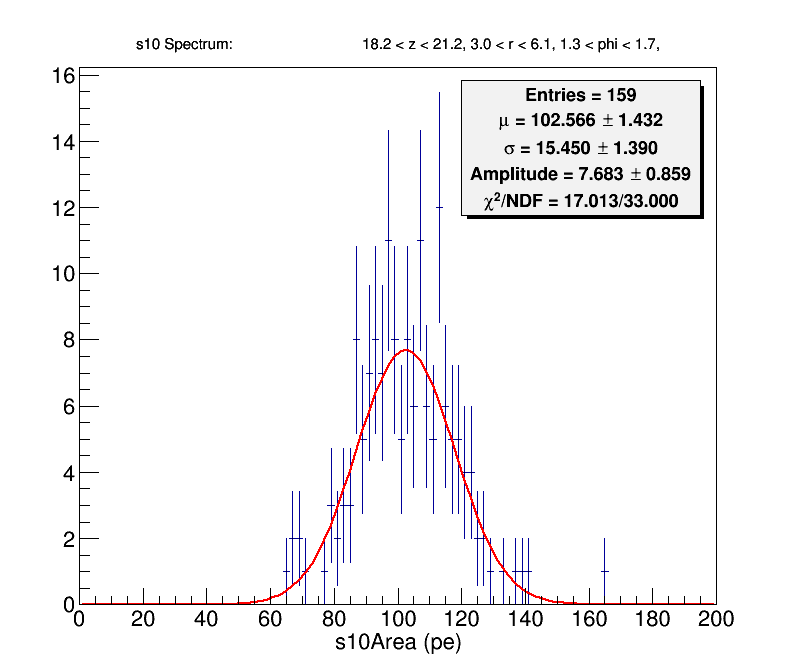 s10 Spectrum: 18.2 < z < 21.2, 3.0 < r < 6.1, 1.3 < phi < 1.7,
Entries = 159
μ = 102.566 ± 1.432
σ = 15.450 ± 1.390
Amplitude = 7.683 ± 0.859
χ²/NDF = 17.013/33.000
16
14
12
10
8
6
4
2
0
0 20 40 60 80 100 120 140 160 180 200
s10Area (pe)